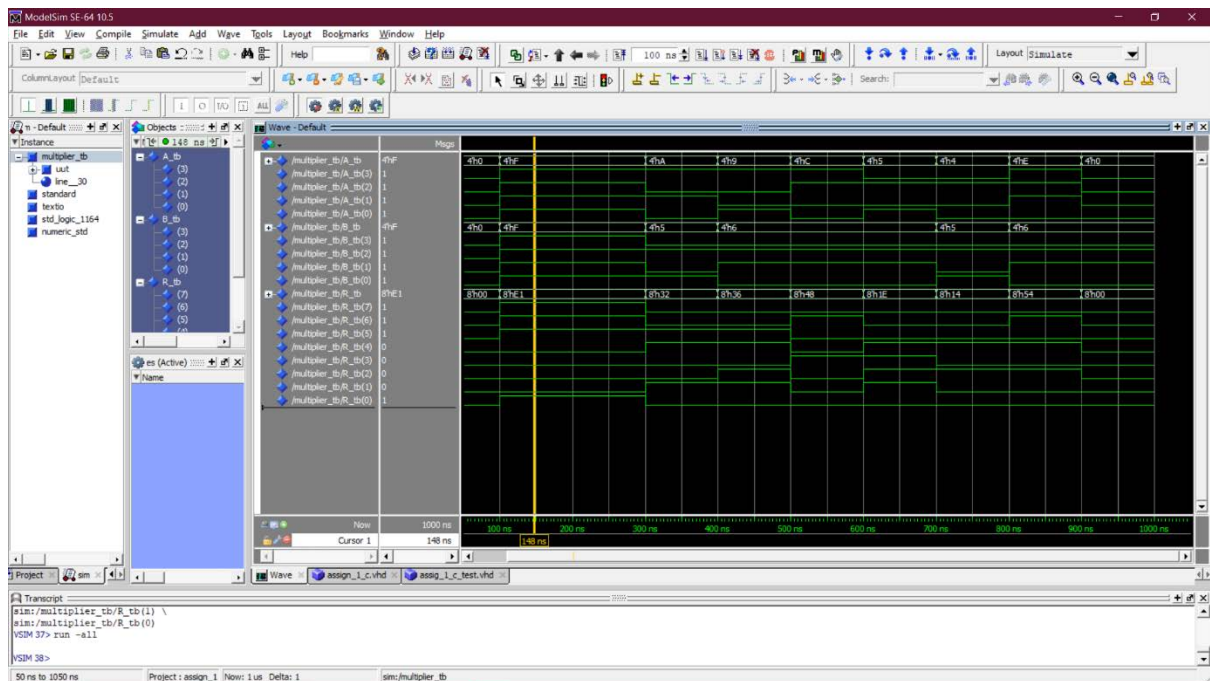 ModelSim SE-64 10.5
File Edit View Compile Simulate Add Wave Tools Layout Bookmarks Window Help
Help 100 ns Layout Simulate
ColumnLayout Default Search:
sim - Default Objects 148 ns Wave - Default
Instance Msgs
multiplier_tb
uut
line__30
standard
textio
std_logic_1164
numeric_std
A_tb
(3)
(2)
(1)
(0)
B_tb
(3)
(2)
(1)
(0)
R_tb
(7)
(6)
(5)
(4)
es (Active)
Name
/multiplier_tb/A_tb 4'hF 4'h0 4'hF 4'hA 4'h9 4'hC 4'h5 4'h4 4'hE 4'h0
/multiplier_tb/A_tb(3) 1
/multiplier_tb/A_tb(2) 1
/multiplier_tb/A_tb(1) 1
/multiplier_tb/A_tb(0) 1
/multiplier_tb/B_tb 4'hF 4'h0 4'hF 4'h5 4'h6 4'h5 4'h6
/multiplier_tb/B_tb(3) 1
/multiplier_tb/B_tb(2) 1
/multiplier_tb/B_tb(1) 1
/multiplier_tb/B_tb(0) 1
/multiplier_tb/R_tb 8'hE1 8'h00 8'hE1 8'h32 8'h36 8'h48 8'h1E 8'h14 8'h54 8'h00
/multiplier_tb/R_tb(7) 1
/multiplier_tb/R_tb(6) 1
/multiplier_tb/R_tb(5) 1
/multiplier_tb/R_tb(4) 0
/multiplier_tb/R_tb(3) 0
/multiplier_tb/R_tb(2) 0
/multiplier_tb/R_tb(1) 0
/multiplier_tb/R_tb(0) 1
Now 1000 ns 100 ns 200 ns 300 ns 400 ns 500 ns 600 ns 700 ns 800 ns 900 ns 1000 ns
Cursor 1 148 ns 148 ns
Project sim Wave assign_1_c.vhd assig_1_c_test.vhd
Transcript
sim:/multiplier_tb/R_tb(1) \
sim:/multiplier_tb/R_tb(0)
VSIM 37> run -all
VSIM 38>
50 ns to 1050 ns Project : assign_1 Now: 1 us Delta: 1 sim:/multiplier_tb